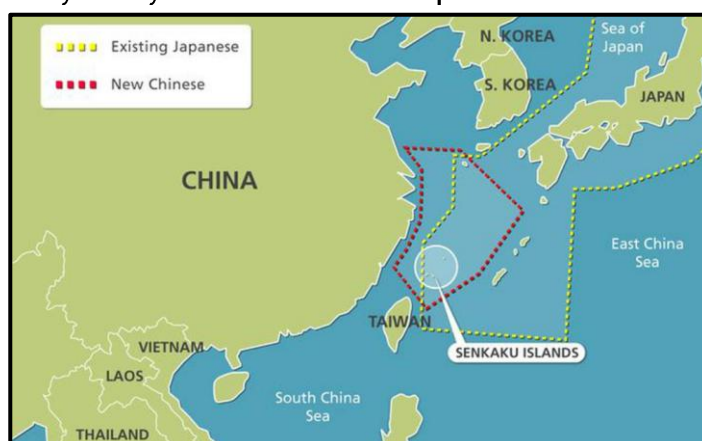 Existing Japanese
New Chinese
N. KOREA
S. KOREA
Sea of
Japan
JAPAN
CHINA
East China
Sea
TAIWAN
SENKAKU ISLANDS
VIETNAM
LAOS
South China
Sea
THAILAND